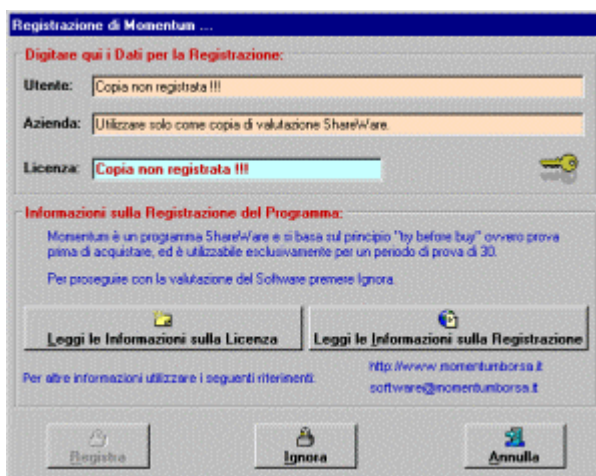 Registrazione di Momentum ...
Digitare qui i Dati per la Registrazione:
Utente: Copia non registrata !!!
Azienda: Utilizzare solo come copia di valutazione ShareWare.
Licenza: Copia non registrata !!!
Informazioni sulla Registrazione del Programma:
Momentum è un programma ShareWare e si basa sul principio "by before buy" ovvero prova
prima di acquistare, ed è utilizzabile esclusivamente per un periodo di prova di 30.
Per proseguire con la valutazione del Software premere Ignora.
Leggi le Informazioni sulla Licenza Leggi le Informazioni sulla Registrazione
Per altre informazioni utilizzare i seguenti riferimenti:
http://www.momentumborsa.it
software@momentumborsa.it
Registra Ignora Annulla